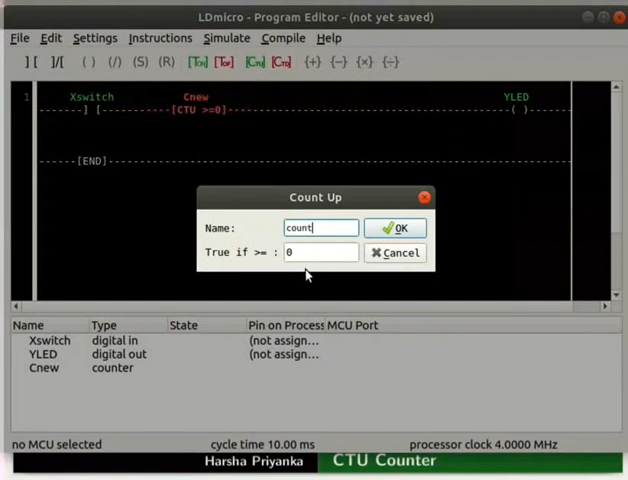 LDmicro - Program Editor - (not yet saved)
File Edit Settings Instructions Simulate Compile Help
] [ ]/[ ( ) (/) (S) (R) [TON] [TOF] [CTU] [CTD] {+} {−} {×} {÷}
1 Xswitch Cnew YLED
-------] [-----------[CTU >=0]--------------------------------------------( )------
------[END]------
Count Up
Name: count OK
True if >= : 0 Cancel
Name Type State Pin on Process MCU Port
Xswitch digital in (not assign...
YLED digital out (not assign...
Cnew counter
no MCU selected cycle time 10.00 ms processor clock 4.0000 MHz
Harsha Priyanka CTU Counter